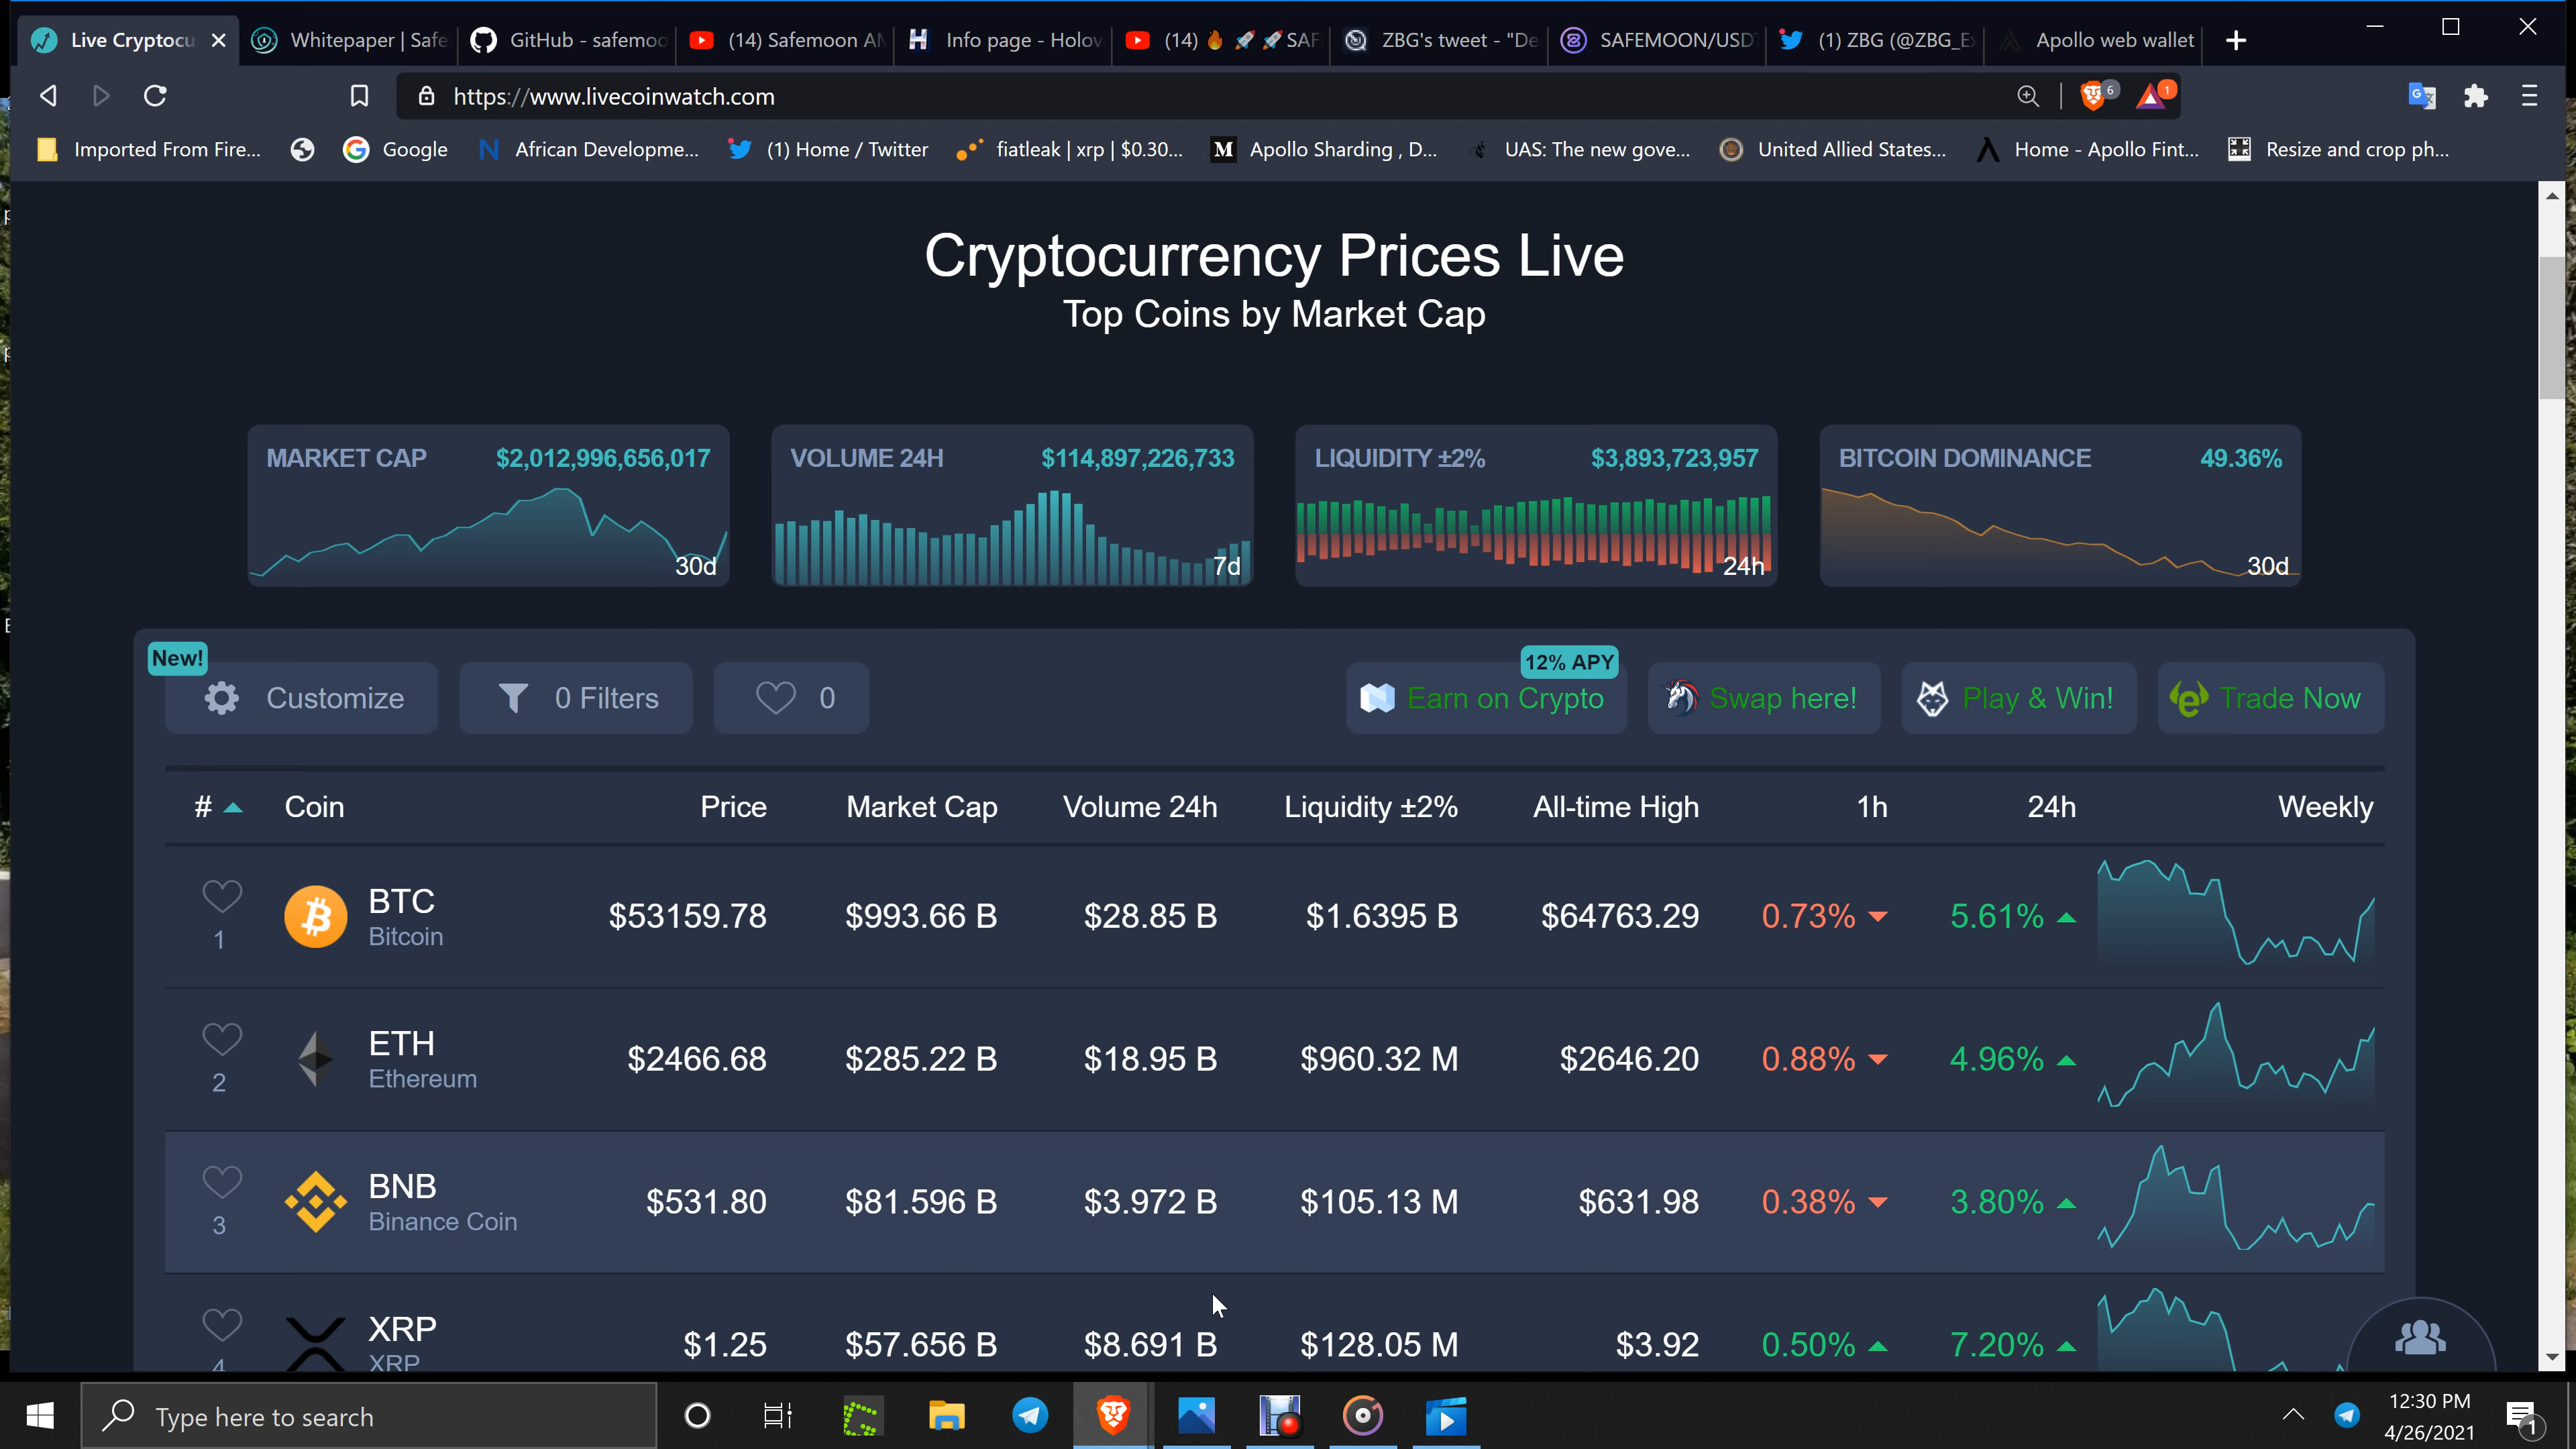 Live Cryptocu
Whitepaper | Safe
GitHub - safemoo
(14) Safemoon AM
Info page - Holov
(14) 🔥 🚀 🚀 SAF
ZBG's tweet - "De
SAFEMOON/USDT
(1) ZBG (@ZBG_Ex
Apollo web wallet
https://www.livecoinwatch.com
6
1
Imported From Fire...
Google
African Developme...
(1) Home / Twitter
fiatleak | xrp | $0.30...
Apollo Sharding , D...
UAS: The new gove...
United Allied States...
Home - Apollo Fint...
Resize and crop ph...
Cryptocurrency Prices Live
Top Coins by Market Cap
MARKET CAP $2,012,996,656,017
30d
VOLUME 24H $114,897,226,733
7d
LIQUIDITY ±2% $3,893,723,957
24h
BITCOIN DOMINANCE 49.36%
30d
New!
Customize
0 Filters
0
12% APY
Earn on Crypto
Swap here!
Play & Win!
Trade Now
# Coin Price Market Cap Volume 24h Liquidity ±2% All-time High 1h 24h Weekly
1 BTC Bitcoin $53159.78 $993.66 B $28.85 B $1.6395 B $64763.29 0.73% 5.61%
2 ETH Ethereum $2466.68 $285.22 B $18.95 B $960.32 M $2646.20 0.88% 4.96%
3 BNB Binance Coin $531.80 $81.596 B $3.972 B $105.13 M $631.98 0.38% 3.80%
4 XRP XRP $1.25 $57.656 B $8.691 B $128.05 M $3.92 0.50% 7.20%
Type here to search
12:30 PM
4/26/2021
1